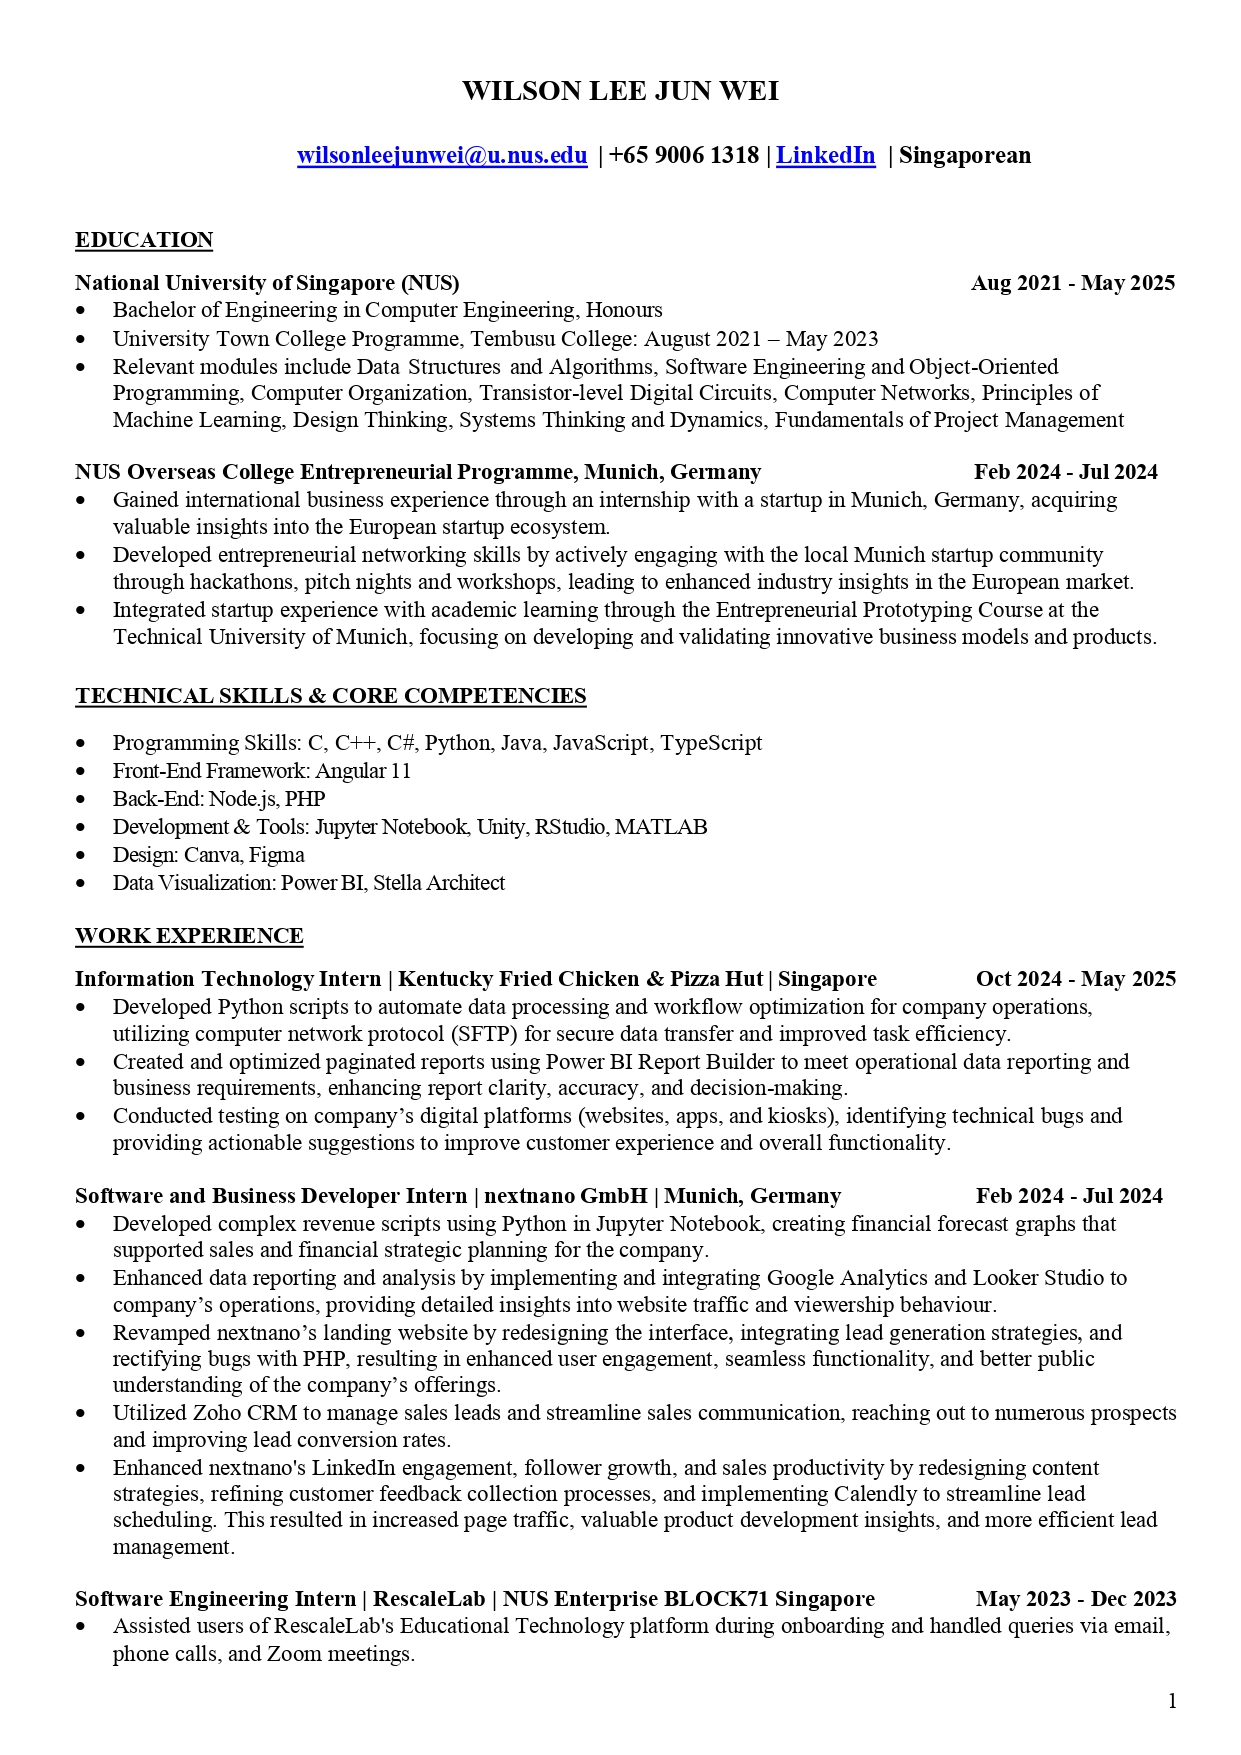 WILSON LEE JUN WEI
wilsonleejunwei@u.nus.edu | +65 9006 1318 | LinkedIn | Singaporean
EDUCATION
National University of Singapore (NUS) Aug 2021 - May 2025
• Bachelor of Engineering in Computer Engineering, Honours
• University Town College Programme, Tembusu College: August 2021 – May 2023
• Relevant modules include Data Structures and Algorithms, Software Engineering and Object-Oriented
Programming, Computer Organization, Transistor-level Digital Circuits, Computer Networks, Principles of
Machine Learning, Design Thinking, Systems Thinking and Dynamics, Fundamentals of Project Management
NUS Overseas College Entrepreneurial Programme, Munich, Germany Feb 2024 - Jul 2024
• Gained international business experience through an internship with a startup in Munich, Germany, acquiring
valuable insights into the European startup ecosystem.
• Developed entrepreneurial networking skills by actively engaging with the local Munich startup community
through hackathons, pitch nights and workshops, leading to enhanced industry insights in the European market.
• Integrated startup experience with academic learning through the Entrepreneurial Prototyping Course at the
Technical University of Munich, focusing on developing and validating innovative business models and products.
TECHNICAL SKILLS & CORE COMPETENCIES
• Programming Skills: C, C++, C#, Python, Java, JavaScript, TypeScript
• Front-End Framework: Angular 11
• Back-End: Node.js, PHP
• Development & Tools: Jupyter Notebook, Unity, RStudio, MATLAB
• Design: Canva, Figma
• Data Visualization: Power BI, Stella Architect
WORK EXPERIENCE
Information Technology Intern | Kentucky Fried Chicken & Pizza Hut | Singapore Oct 2024 - May 2025
• Developed Python scripts to automate data processing and workflow optimization for company operations,
utilizing computer network protocol (SFTP) for secure data transfer and improved task efficiency.
• Created and optimized paginated reports using Power BI Report Builder to meet operational data reporting and
business requirements, enhancing report clarity, accuracy, and decision-making.
• Conducted testing on company’s digital platforms (websites, apps, and kiosks), identifying technical bugs and
providing actionable suggestions to improve customer experience and overall functionality.
Software and Business Developer Intern | nextnano GmbH | Munich, Germany Feb 2024 - Jul 2024
• Developed complex revenue scripts using Python in Jupyter Notebook, creating financial forecast graphs that
supported sales and financial strategic planning for the company.
• Enhanced data reporting and analysis by implementing and integrating Google Analytics and Looker Studio to
company’s operations, providing detailed insights into website traffic and viewership behaviour.
• Revamped nextnano’s landing website by redesigning the interface, integrating lead generation strategies, and
rectifying bugs with PHP, resulting in enhanced user engagement, seamless functionality, and better public
understanding of the company’s offerings.
• Utilized Zoho CRM to manage sales leads and streamline sales communication, reaching out to numerous prospects
and improving lead conversion rates.
• Enhanced nextnano's LinkedIn engagement, follower growth, and sales productivity by redesigning content
strategies, refining customer feedback collection processes, and implementing Calendly to streamline lead
scheduling. This resulted in increased page traffic, valuable product development insights, and more efficient lead
management.
Software Engineering Intern | RescaleLab | NUS Enterprise BLOCK71 Singapore May 2023 - Dec 2023
• Assisted users of RescaleLab's Educational Technology platform during onboarding and handled queries via email,
phone calls, and Zoom meetings.
1